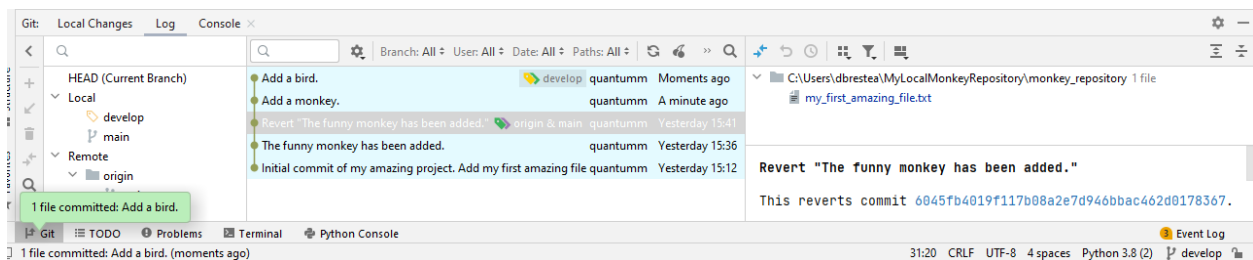 Git: Local Changes Log Console
Branch: All User: All Date: All Paths: All
HEAD (Current Branch)
Local
develop
main
Remote
origin
Add a bird. develop quantumm Moments ago
Add a monkey. quantumm A minute ago
Revert "The funny monkey has been added." origin & main quantumm Yesterday 15:41
The funny monkey has been added. quantumm Yesterday 15:36
Initial commit of my amazing project. Add my first amazing file quantumm Yesterday 15:12
C:\Users\dbrestea\MyLocalMonkeyRepository\monkey_repository 1 file
my_first_amazing_file.txt
Revert "The funny monkey has been added."
This reverts commit 6045fb4019f117b08a2e7d946bbac462d0178367.
1 file committed: Add a bird.
Git TODO Problems Terminal Python Console 3 Event Log
1 file committed: Add a bird. (moments ago) 31:20 CRLF UTF-8 4 spaces Python 3.8 (2) develop